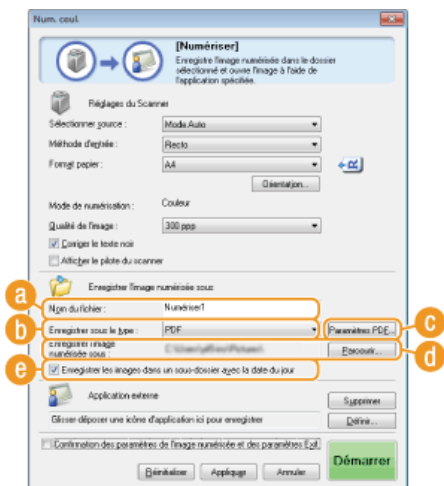 Num. coul.
[Numériser]
Enregistre l'image numérisée dans le dossier
sélectionné et ouvre l'image à l'aide de
l'application spécifiée.
Réglages du Scanner
Sélectionner source : Mode Auto
Méthode d'entrée : Recto
Format papier : A4
Orientation...
Mode de numérisation : Couleur
Qualité de l'image : 300 ppp
Corriger le texte noir
Afficher le pilote du scanner
Enregistrer l'image numérisée sous
a
Nom du fichier : Numériser1
b
Enregistrer sous le type : PDF
Paramètres PDF...
c
Enregistrer l'image
numérisée sous :
Parcourir...
d
e
Enregistrer les images dans un sous-dossier avec la date du jour
Application externe
Supprimer
Glisser-déposer une icône d'application ici pour enregistrer
Définir...
Confirmation des paramètres de l'image numérisée et des paramètres Exif
Démarrer
Réinitialiser
Appliquer
Annuler